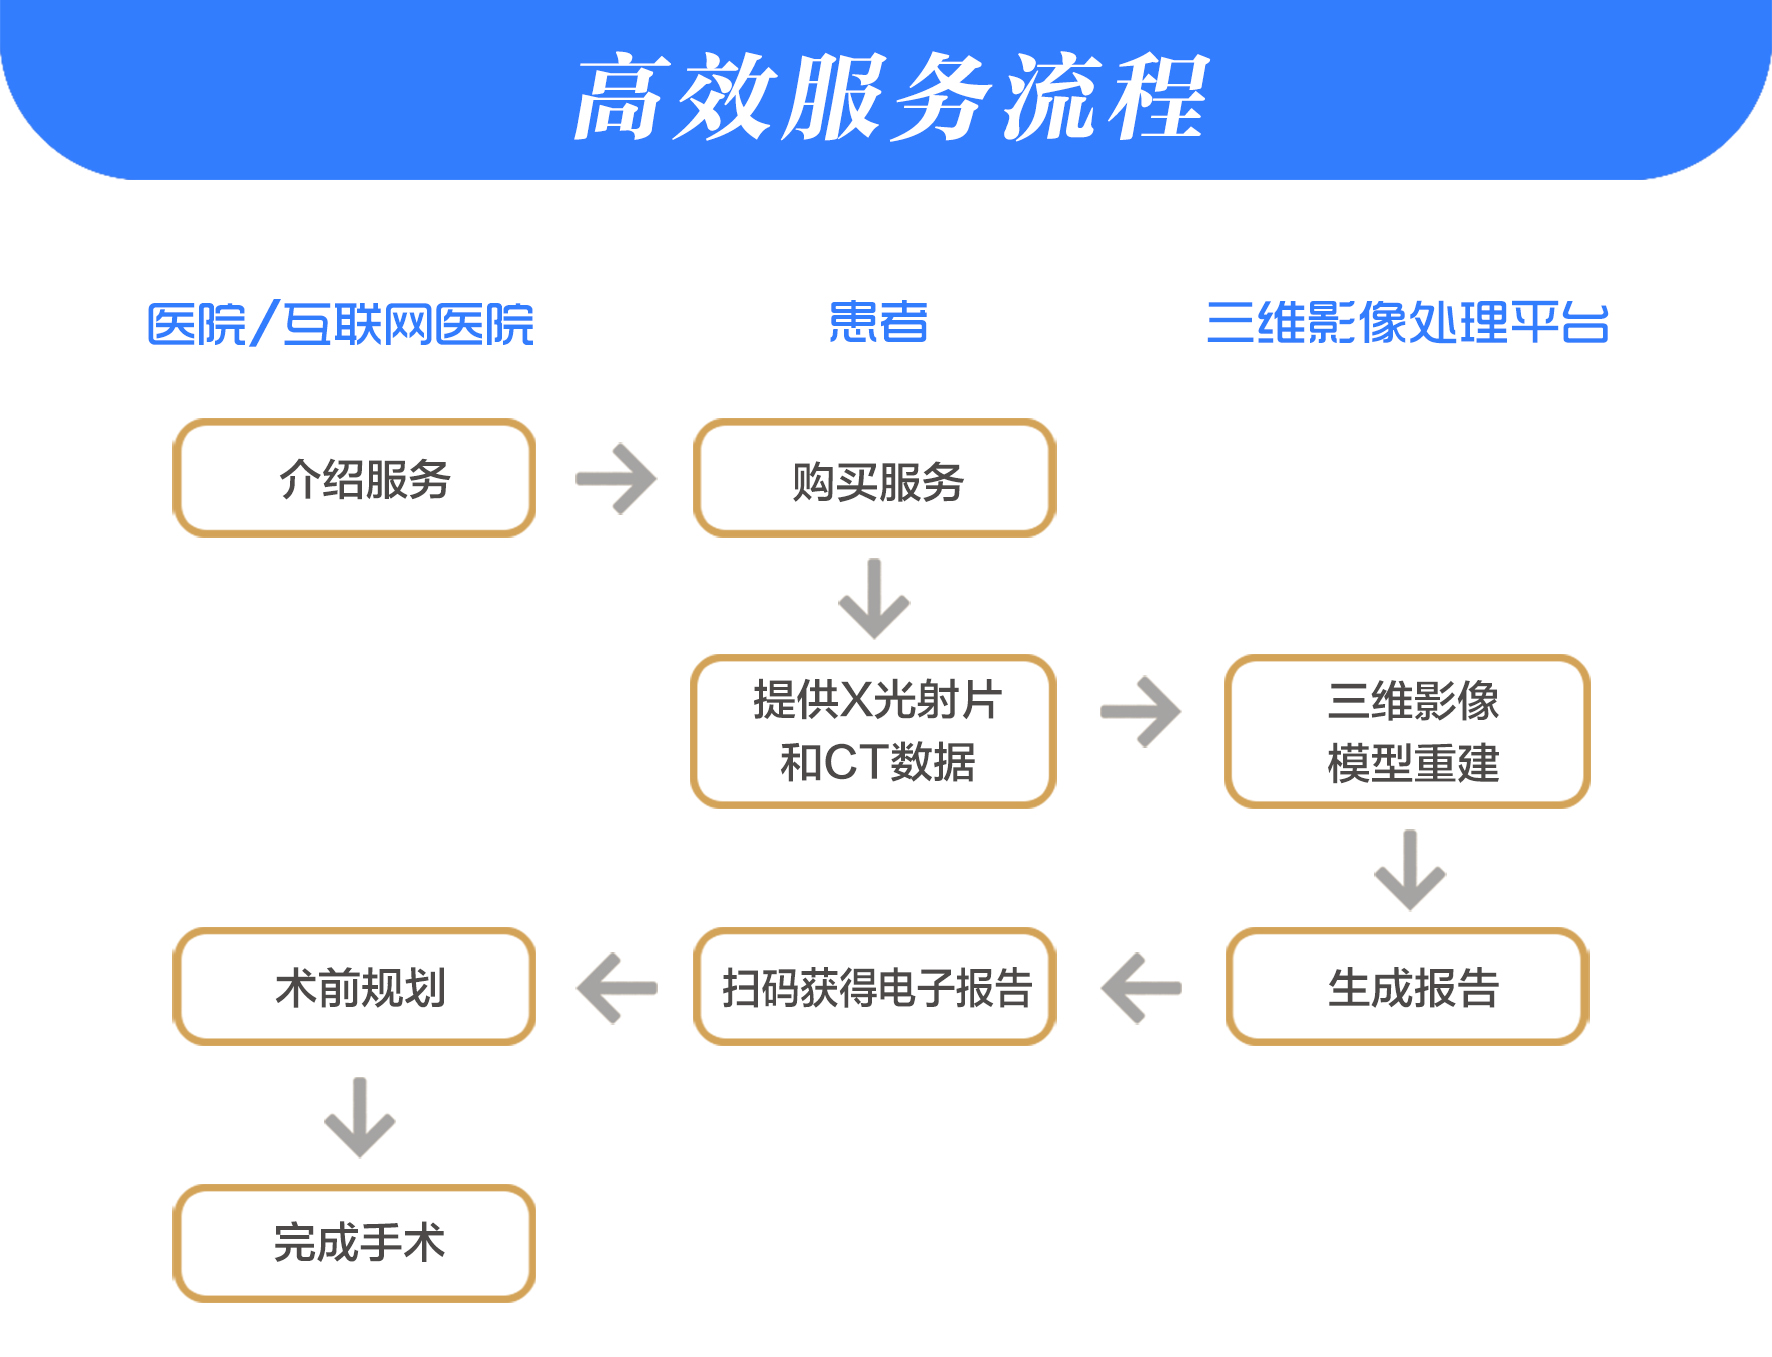 高效服务流程
医院/互联网医院
患者
三维影像处理平台
介绍服务
购买服务
提供X光射片
和CT数据
三维影像
模型重建
术前规划
扫码获得电子报告
生成报告
完成手术